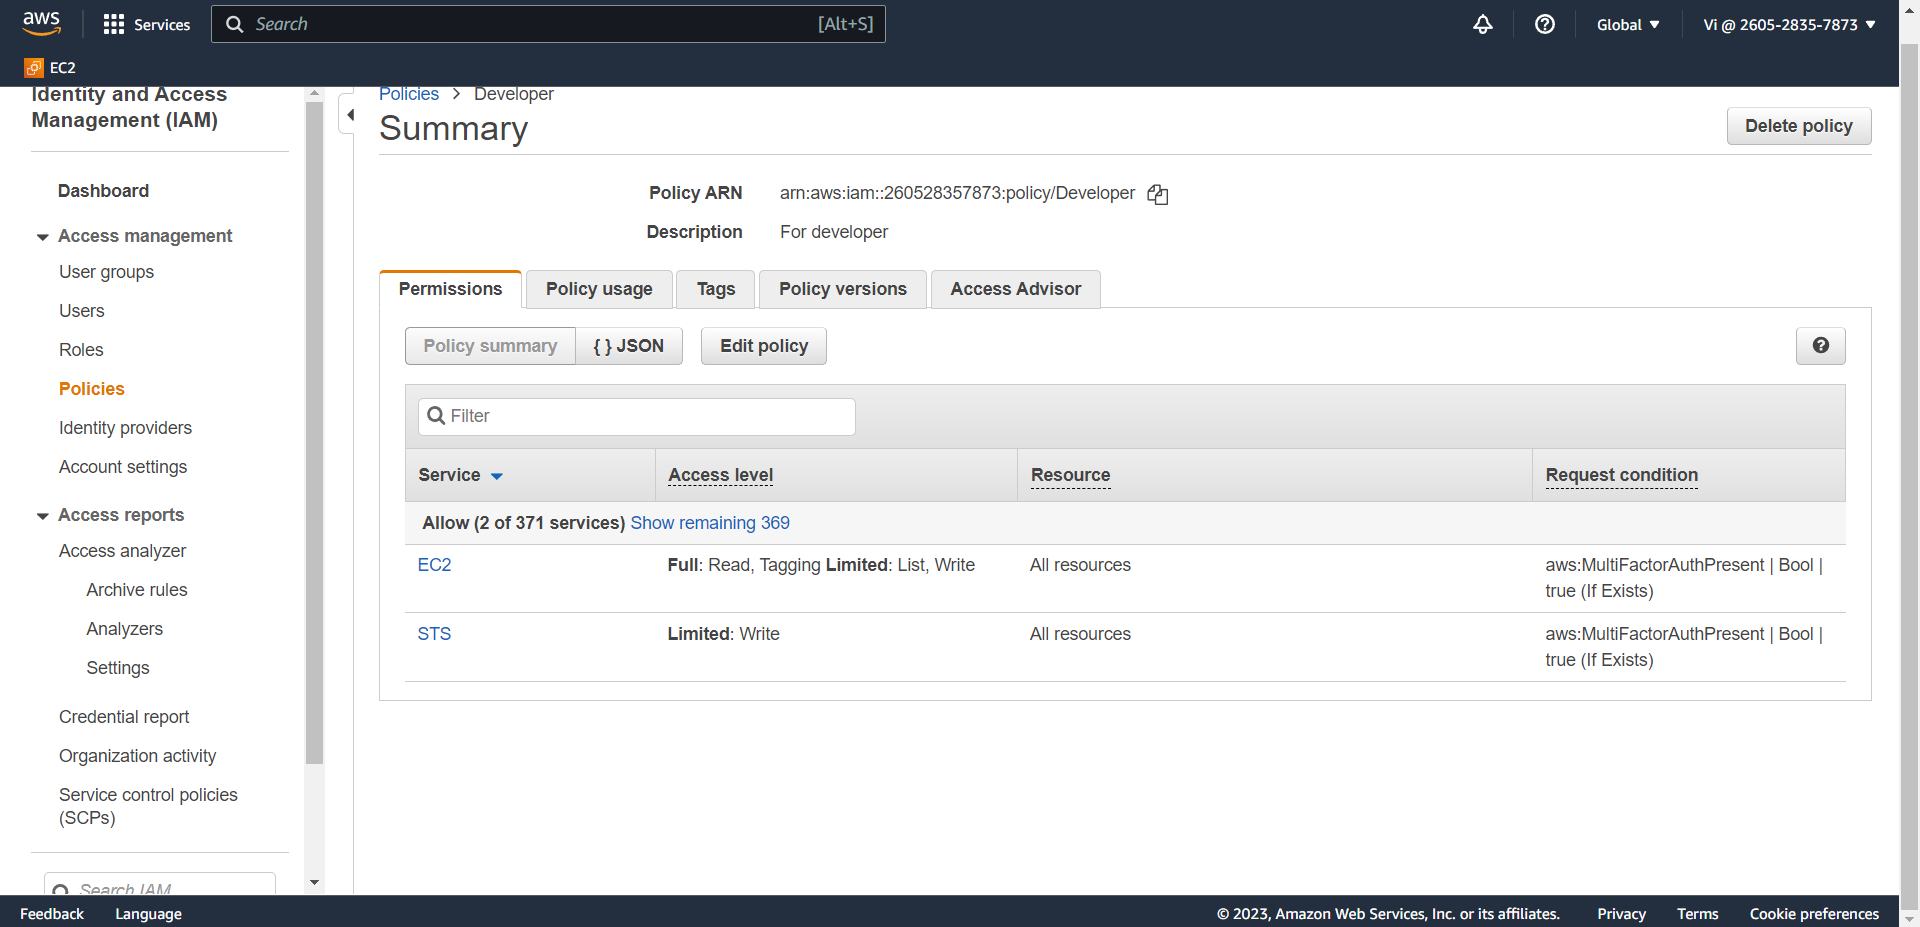 aws
Services
Search
[Alt+S]
Global
Vi @ 2605-2835-7873
EC2
Identity and Access
Management (IAM)
Dashboard
Access management
User groups
Users
Roles
Policies
Identity providers
Account settings
Access reports
Access analyzer
Archive rules
Analyzers
Settings
Credential report
Organization activity
Service control policies
(SCPs)
Search IAM
Policies > Developer
Summary
Delete policy
Policy ARN arn:aws:iam::260528357873:policy/Developer
Description For developer
Permissions Policy usage Tags Policy versions Access Advisor
Policy summary { } JSON Edit policy
Filter
Service Access level Resource Request condition
Allow (2 of 371 services) Show remaining 369
EC2 Full: Read, Tagging Limited: List, Write All resources aws:MultiFactorAuthPresent | Bool |
true (If Exists)
STS Limited: Write All resources aws:MultiFactorAuthPresent | Bool |
true (If Exists)
Feedback Language © 2023, Amazon Web Services, Inc. or its affiliates. Privacy Terms Cookie preferences